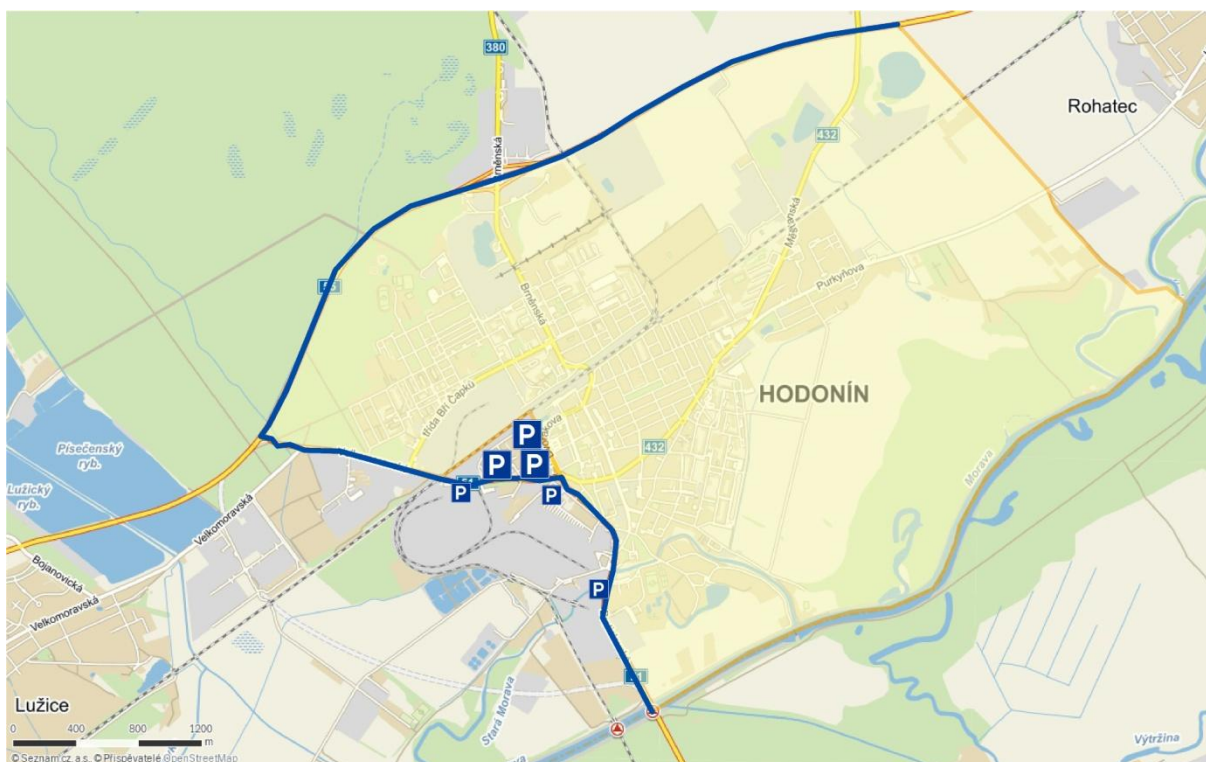 380
Rohatec
432
Brněnská
Měšťanská
Purkyňova
Brněnská
HODONÍN
třída Bří Čapků
Písečenský
ryb.
P
432
Lužický
ryb.
P
P
P
P
Morava
Velkomoravská
Bojanovická
P
Velkomoravská
Lužice
Stará Morava
0 400 800 1200
m
Výtržina
© Seznam.cz, a.s. © Přispěvatelé OpenStreetMap